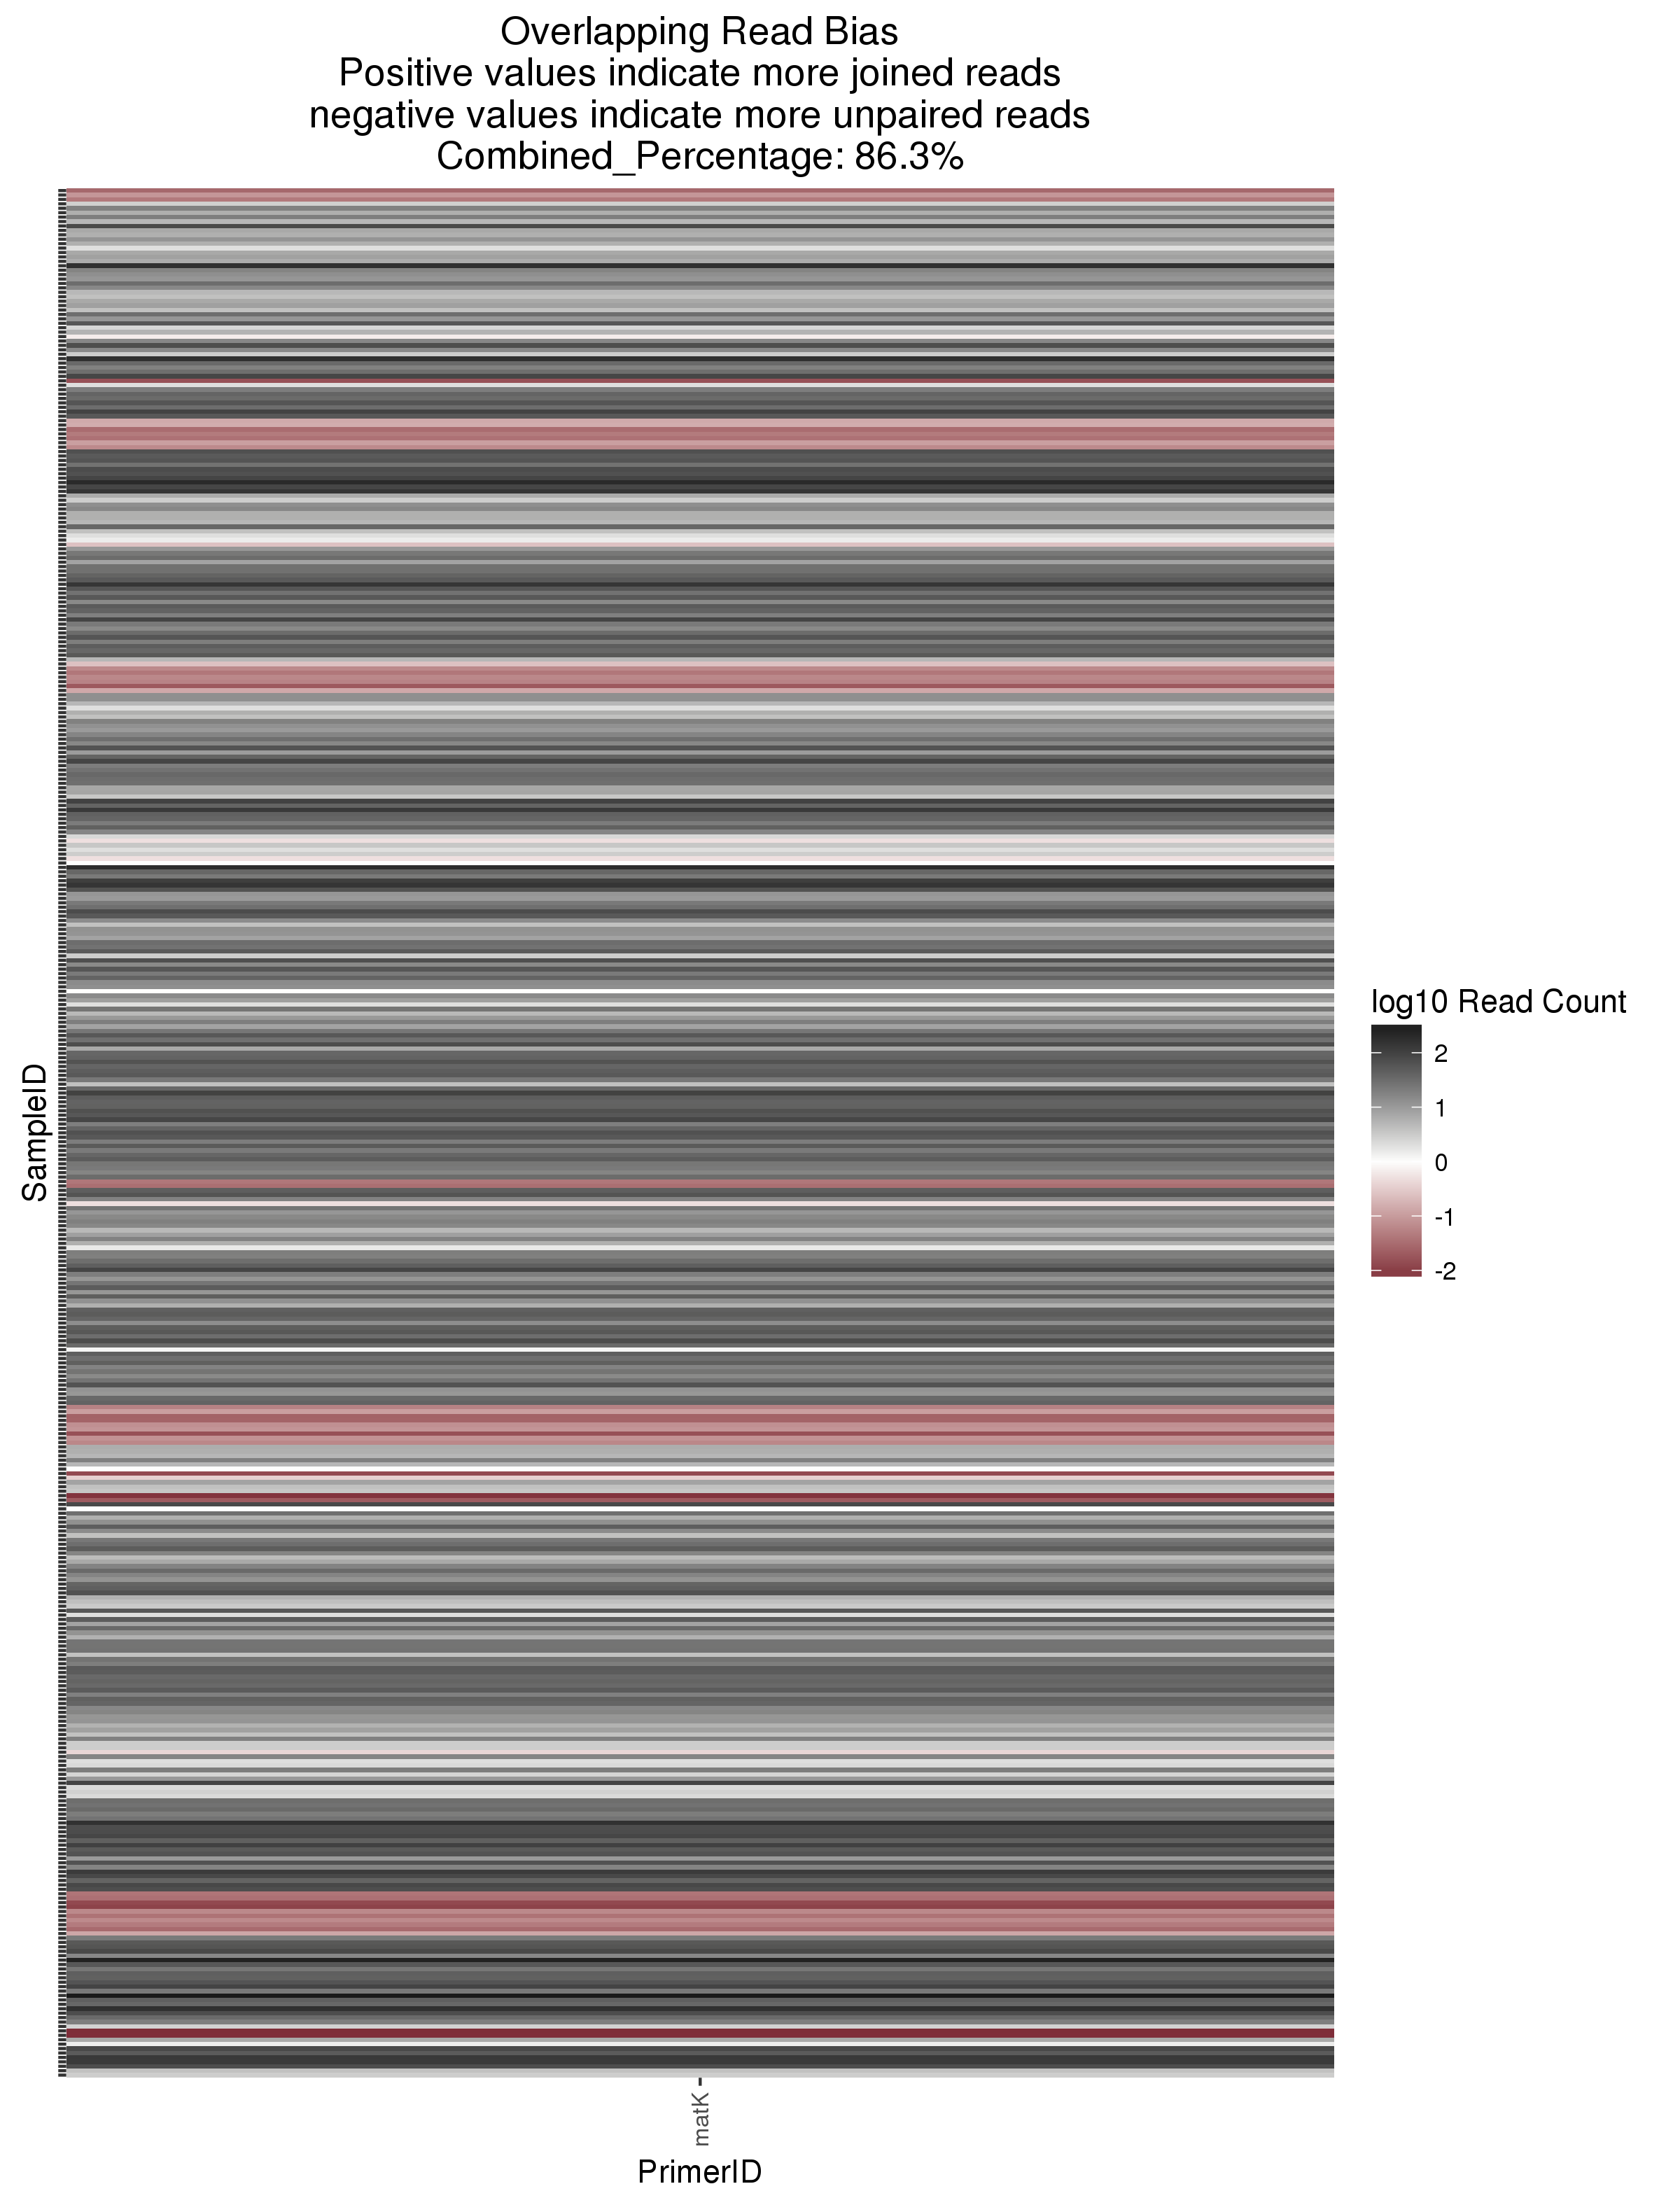 Overlapping Read Bias
Positive values indicate more joined reads
negative values indicate more unpaired reads
Combined_Percentage: 86.3%
SampleID
log10 Read Count
2
1
0
-1
-2
matK
PrimerID